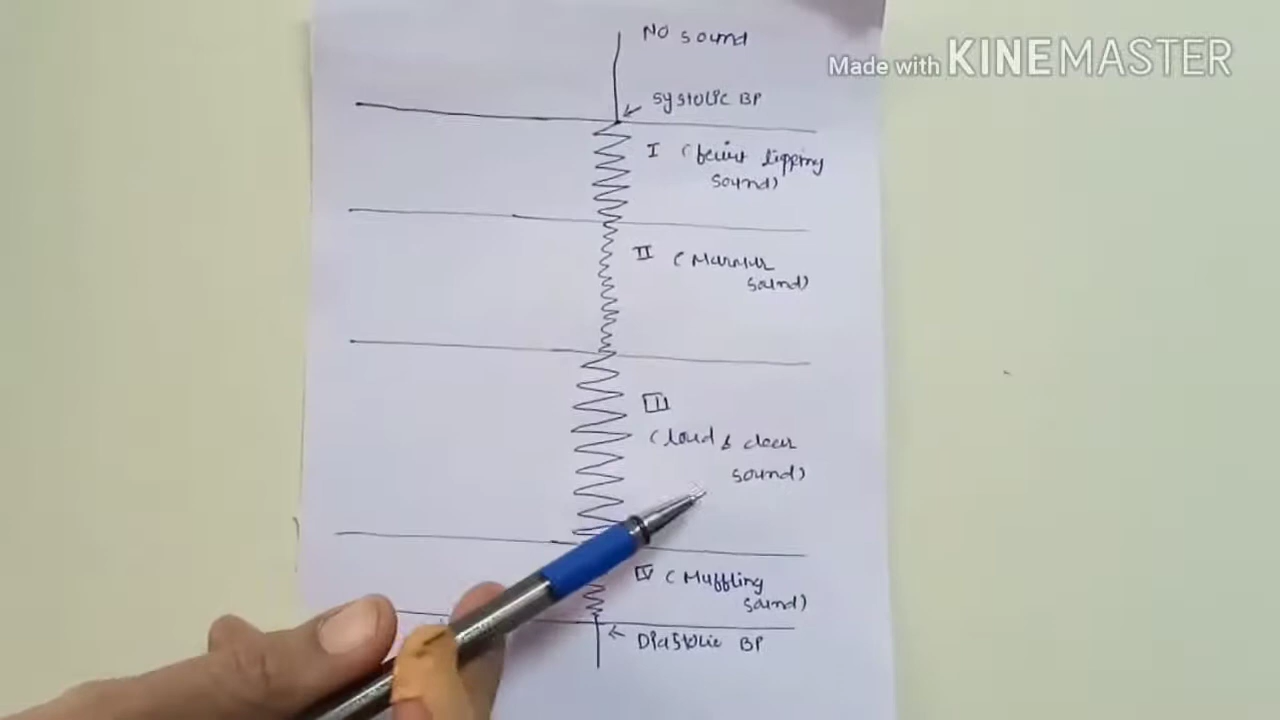 No sound
Made with KINEMASTER
systolic BP
I (faint tapping
sound)
II (Murmur
sound)
III
(loud & clear
sound)
IV (Muffling
sound)
Diastolic BP